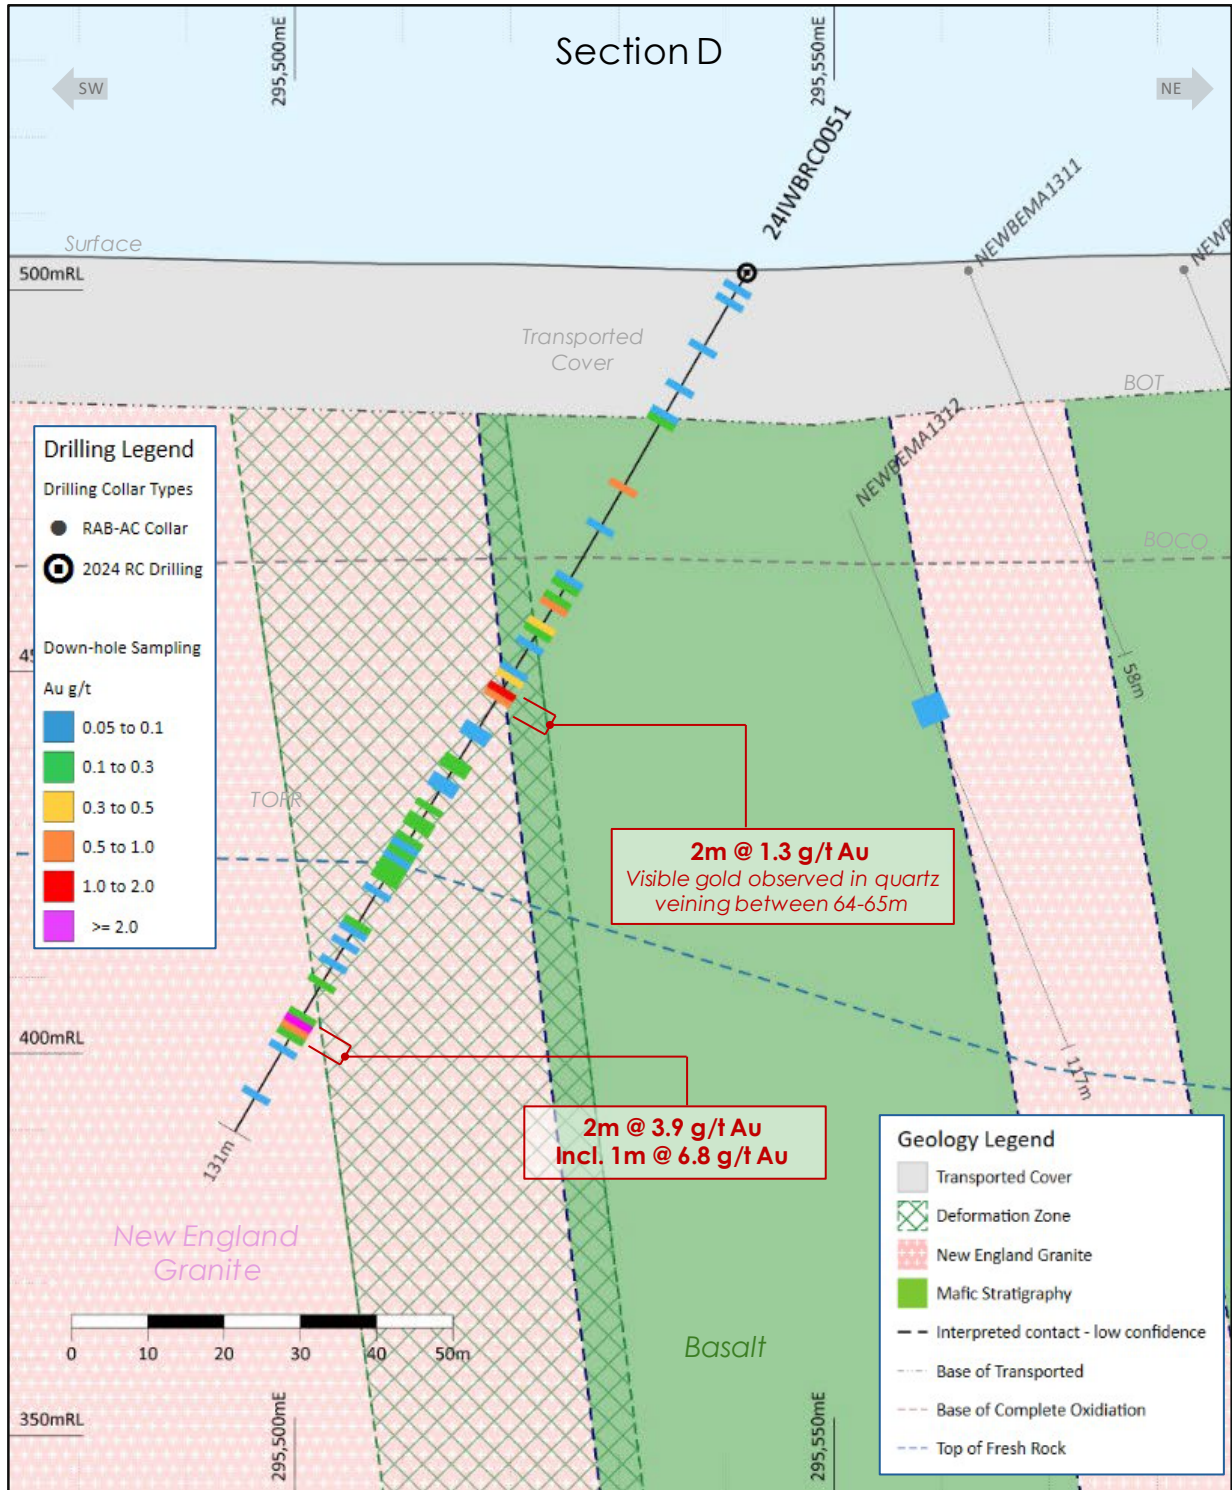 Section D
295,500mE
295,550mE
SW
NE
24IWBRC0051
NEWBEMA1311
NEWB
Surface
500mRL
Transported
Cover
BOT
NEWBEMA1312
BOCO
Drilling Legend
Drilling Collar Types
RAB-AC Collar
2024 RC Drilling
Down-hole Sampling
Au g/t
0.05 to 0.1
0.1 to 0.3
0.3 to 0.5
0.5 to 1.0
1.0 to 2.0
>= 2.0
45
58m
TOFR
2m @ 1.3 g/t Au
Visible gold observed in quartz
veining between 64-65m
400mRL
117m
131m
2m @ 3.9 g/t Au
Incl. 1m @ 6.8 g/t Au
New England
Granite
Basalt
0 10 20 30 40 50m
350mRL
295,500mE
295,550mE
Geology Legend
Transported Cover
Deformation Zone
New England Granite
Mafic Stratigraphy
Interpreted contact - low confidence
Base of Transported
Base of Complete Oxidiation
Top of Fresh Rock